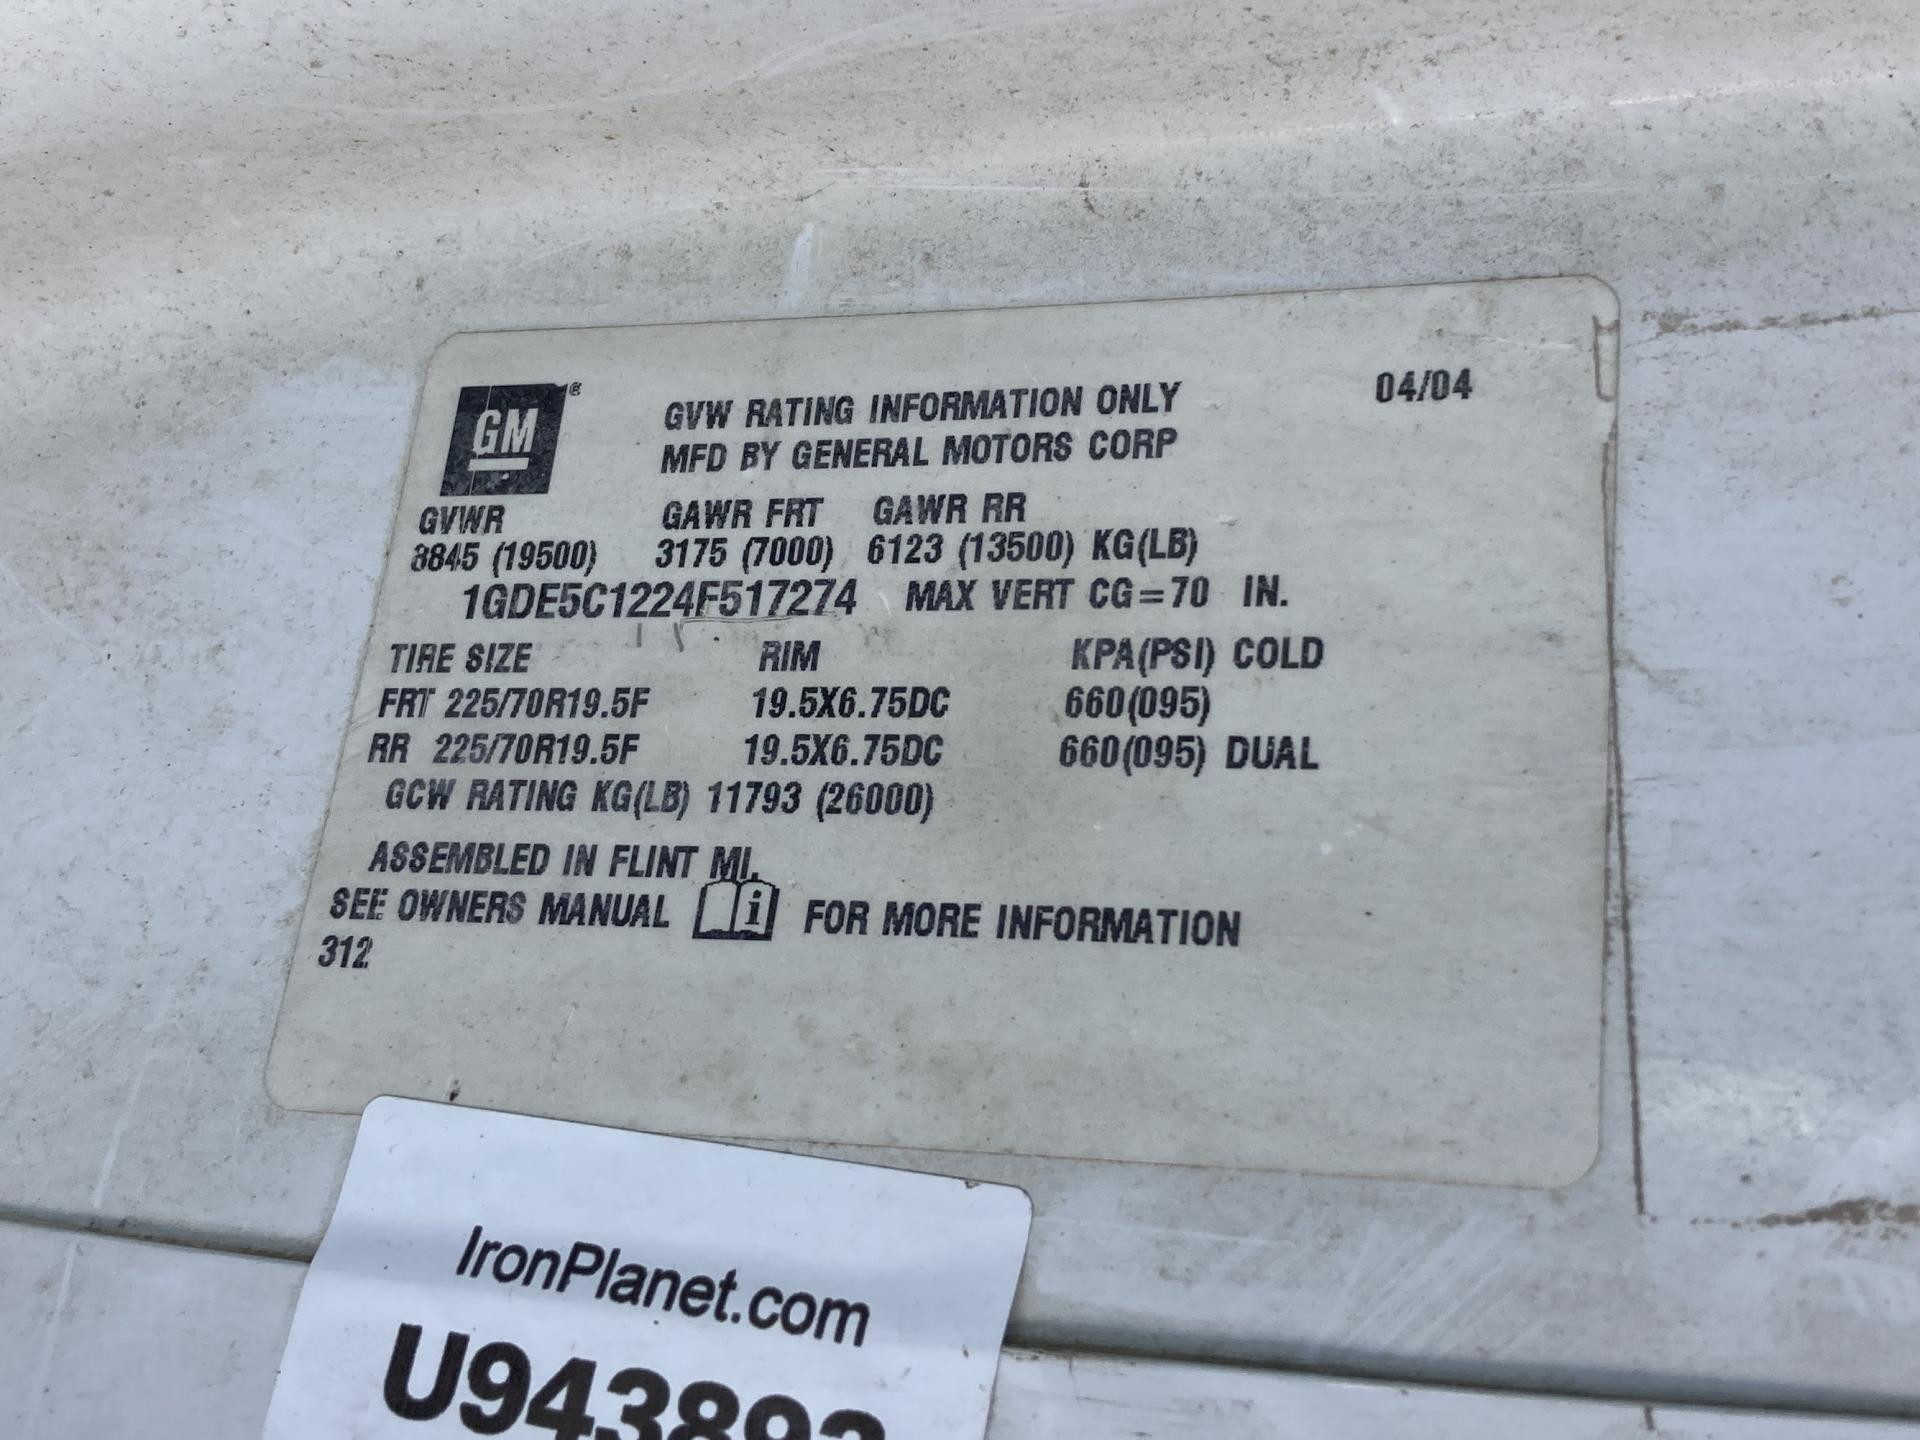 GM®
GVW RATING INFORMATION ONLY
04/04
MFD BY GENERAL MOTORS CORP
GVWR GAWR FRT GAWR RR
8845 (19500) 3175 (7000) 6123 (13500) KG(LB)
1GDE5C1224F517274 MAX VERT CG=70 IN.
TIRE SIZE RIM KPA(PSI) COLD
FRT 225/70R19.5F 19.5X6.75DC 660(095)
RR 225/70R19.5F 19.5X6.75DC 660(095) DUAL
GCW RATING KG(LB) 11793 (26000)
ASSEMBLED IN FLINT MI.
SEE OWNERS MANUAL i FOR MORE INFORMATION
312
IronPlanet.com